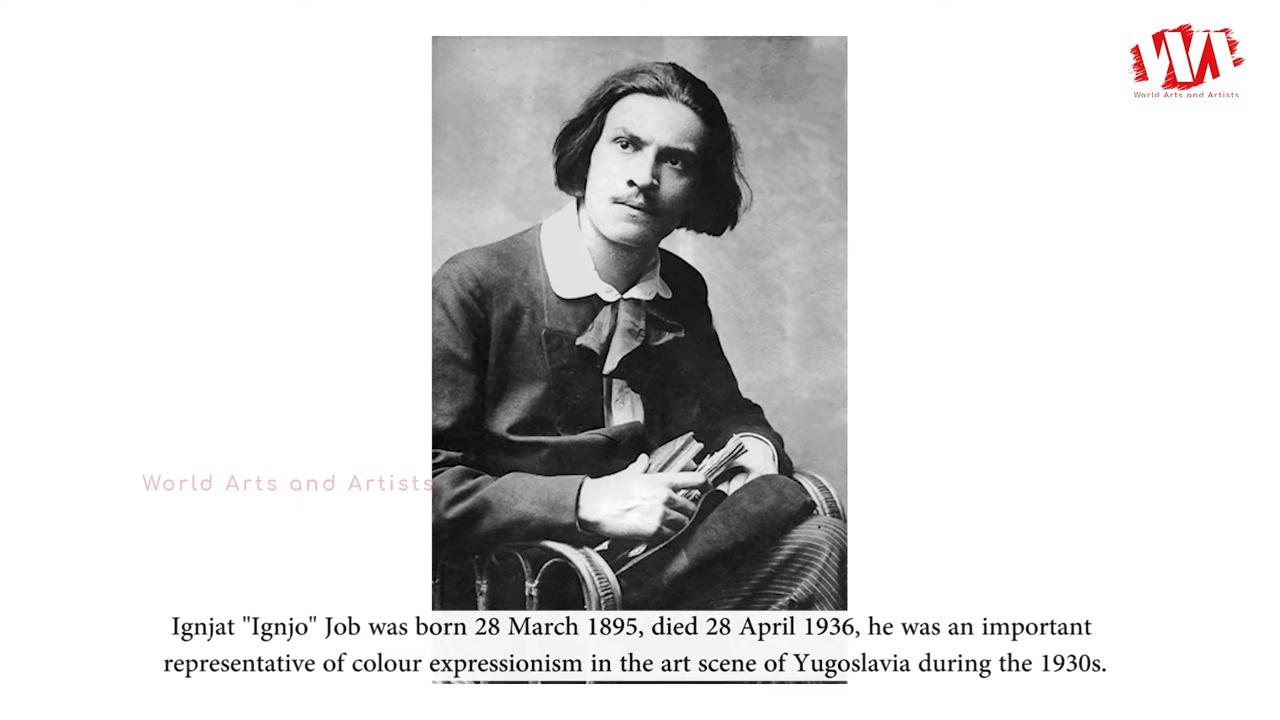 World Arts and Artists
World Arts and Artists
Ignjat "Ignjo" Job was born 28 March 1895, died 28 April 1936, he was an important
representative of colour expressionism in the art scene of Yugoslavia during the 1930s.